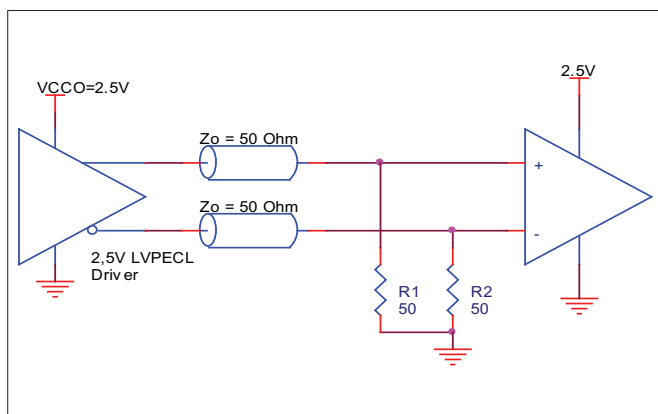 VCCO=2.5V
2.5V
Zo = 50 Ohm
Zo = 50 Ohm
+
-
2,5V LVPECL
Driver
R1
50
R2
50